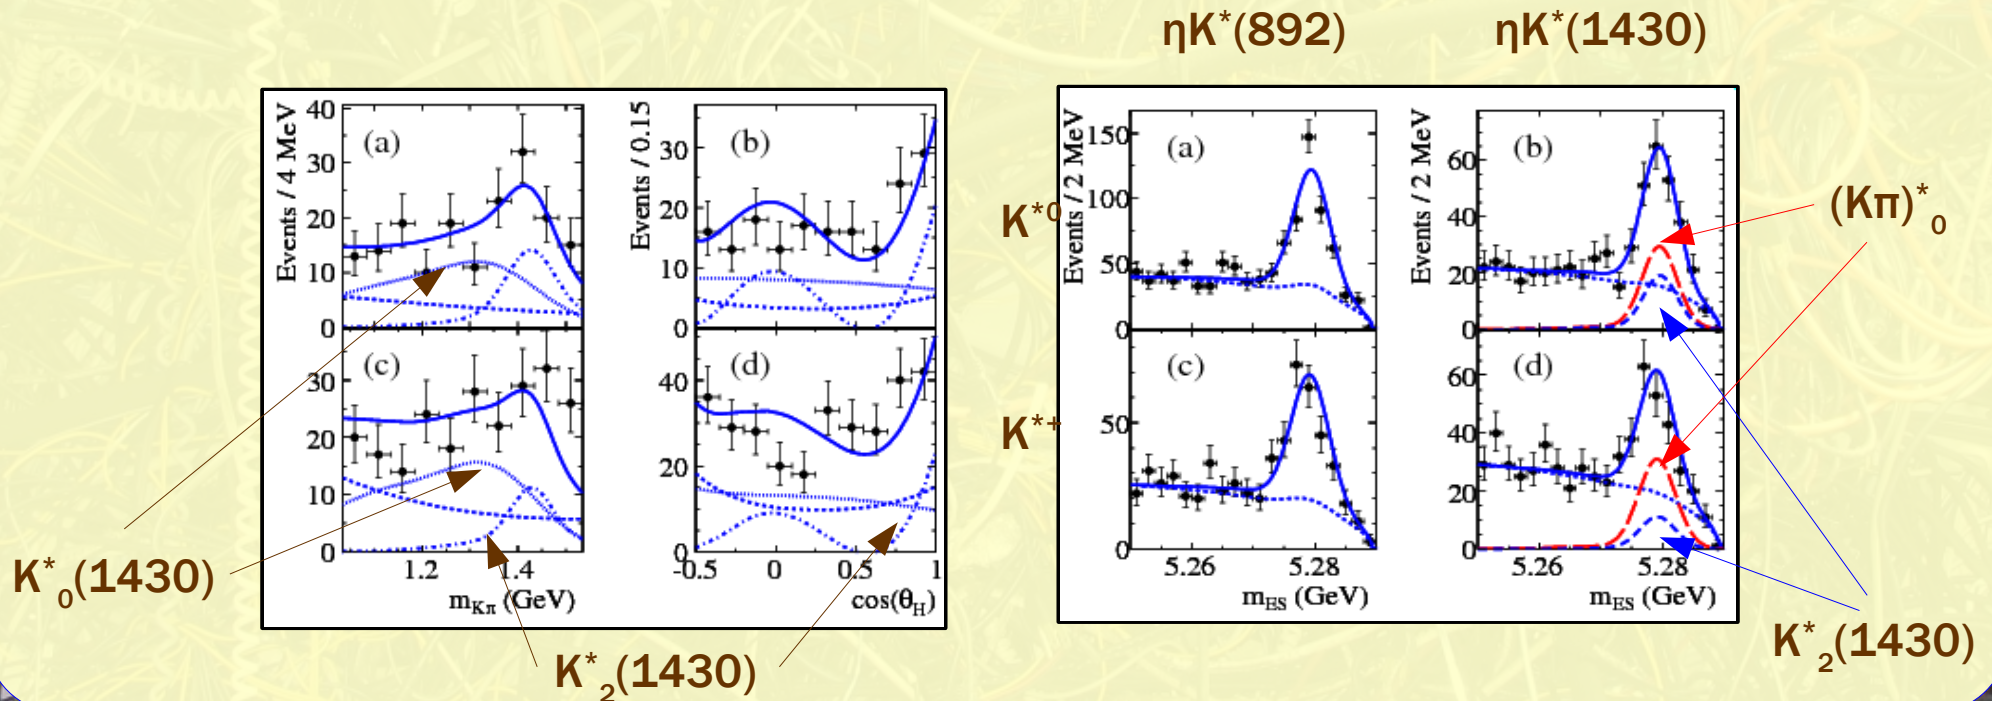 ηK*(892) ηK*(1430)
Events / 4 MeV
40
30
20
10
0
(a)
Events / 0.15
30
20
10
0
(b)
30
20
10
0
(c)
1.2 1.4
mKπ (GeV)
40
20
0
(d)
-0.5 0 0.5 1
cos(θH)
K*0(1430)
K*2(1430)
K*0
K*+
Events / 2 MeV
150
100
50
0
(a)
Events / 2 MeV
60
40
20
0
(b)
50
0
(c)
5.26 5.28
mES (GeV)
60
40
20
0
(d)
5.26 5.28
mES (GeV)
(Kπ)*0
K*2(1430)